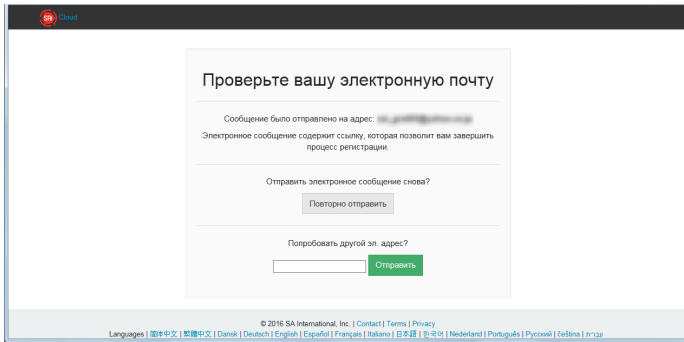 SAi Cloud
Проверьте вашу электронную почту
Сообщение было отправлено на адрес:
Электронное сообщение содержит ссылку, которая позволит вам завершить
процесс регистрации.
Отправить электронное сообщение снова?
Повторно отправить
Попробовать другой эл. адрес?
Отправить
© 2016 SA International, Inc. | Contact | Terms | Privacy
Languages | 简体中文 | 繁體中文 | Dansk | Deutsch | English | Español | Français | Italiano | 日本語 | 한국어 | Nederland | Português | Русский | čeština | עברית